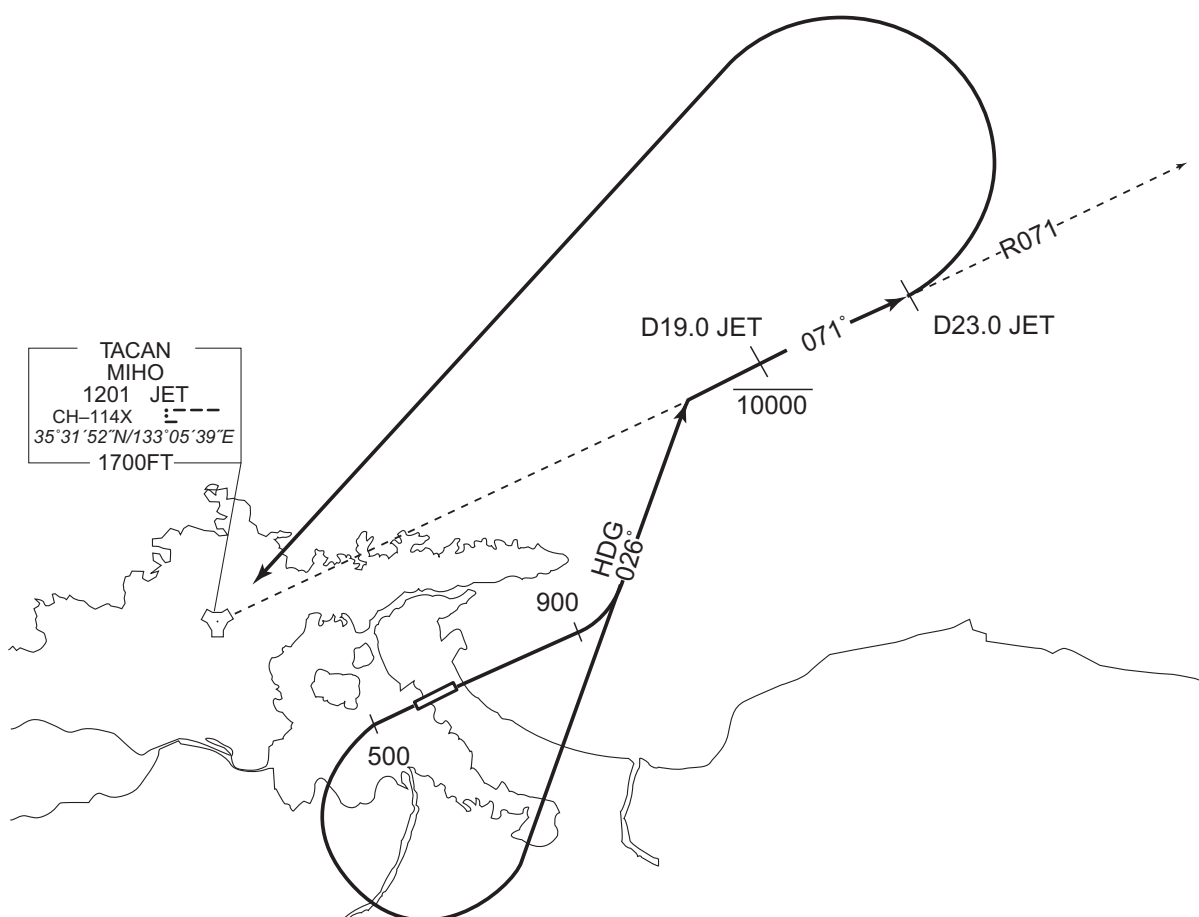 R071
D19.0 JET
071°
D23.0 JET
10000
TACAN
MIHO
1201 JET
CH–114X
35°31´52˝N/133°05´39˝E
1700FT
HDG
026°
900
500